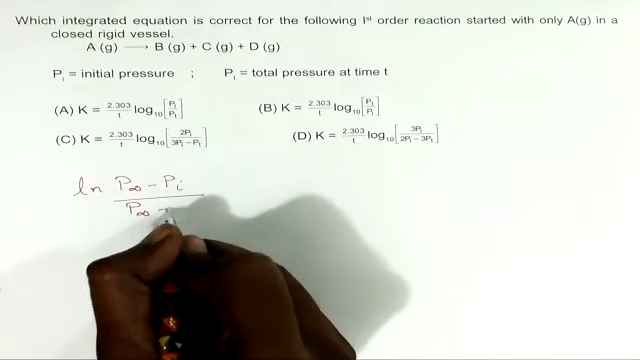 Which integrated equation is correct for the following Iˢᵗ order reaction started with only A(g) in a
closed rigid vessel.
A (g) ⟶ B (g) + C (g) + D (g)
Pᵢ = initial pressure ; Pₜ = total pressure at time t
(A) K = 2.303/t log₁₀[Pᵢ/Pₜ] (B) K = 2.303/t log₁₀[Pₜ/Pᵢ]
(C) K = 2.303/t log₁₀[2Pᵢ/3Pᵢ − Pₜ] (D) K = 2.303/t log₁₀[3Pᵢ/2Pᵢ − 3Pₜ]
ln P∞ − Pᵢ
P∞ −